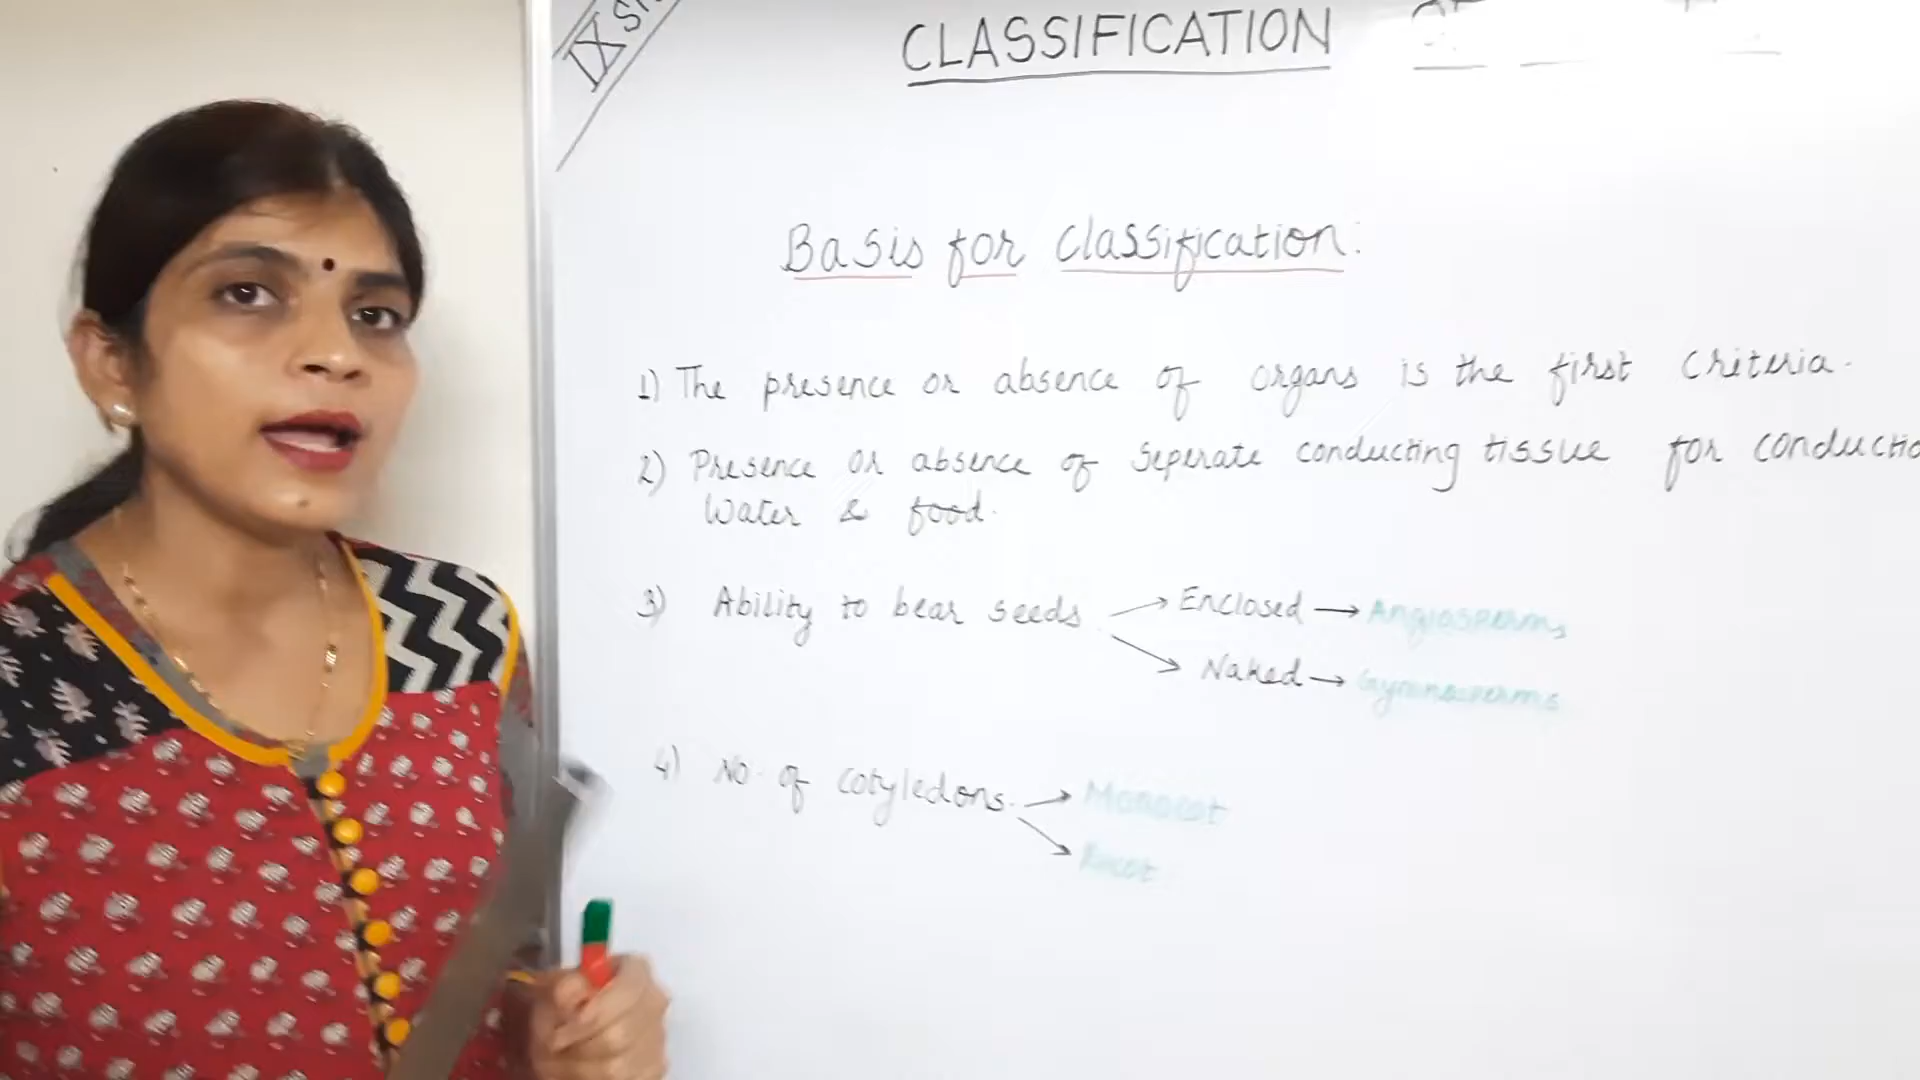 IX
CLASSIFICATION
Basis for Classification:
1) The presence or absence of organs is the first criteria.
2) Presence or absence of seperate conducting tissue for conductio
Water & food.
3) Ability to bear seeds → Enclosed → Angiosperms
→ Naked → Gymnosperms
4) No. of cotyledons. → Monocot
→ Dicot